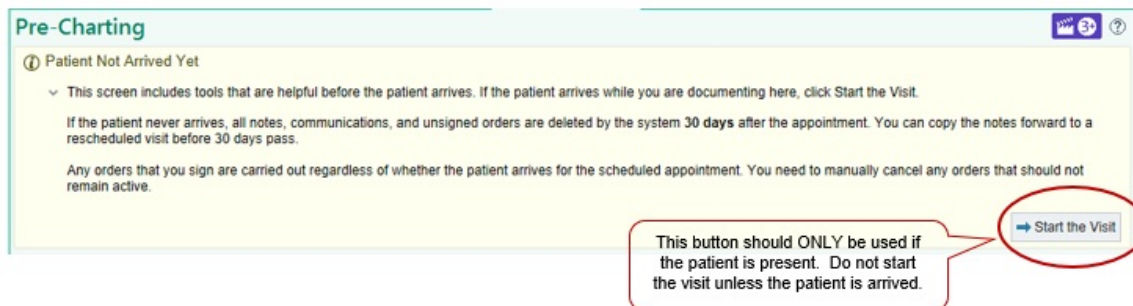 Pre-Charting
3+
?
i Patient Not Arrived Yet
This screen includes tools that are helpful before the patient arrives. If the patient arrives while you are documenting here, click Start the Visit.
If the patient never arrives, all notes, communications, and unsigned orders are deleted by the system 30 days after the appointment. You can copy the notes forward to a
rescheduled visit before 30 days pass.
Any orders that you sign are carried out regardless of whether the patient arrives for the scheduled appointment. You need to manually cancel any orders that should not
remain active.
Start the Visit
This button should ONLY be used if
the patient is present. Do not start
the visit unless the patient is arrived.